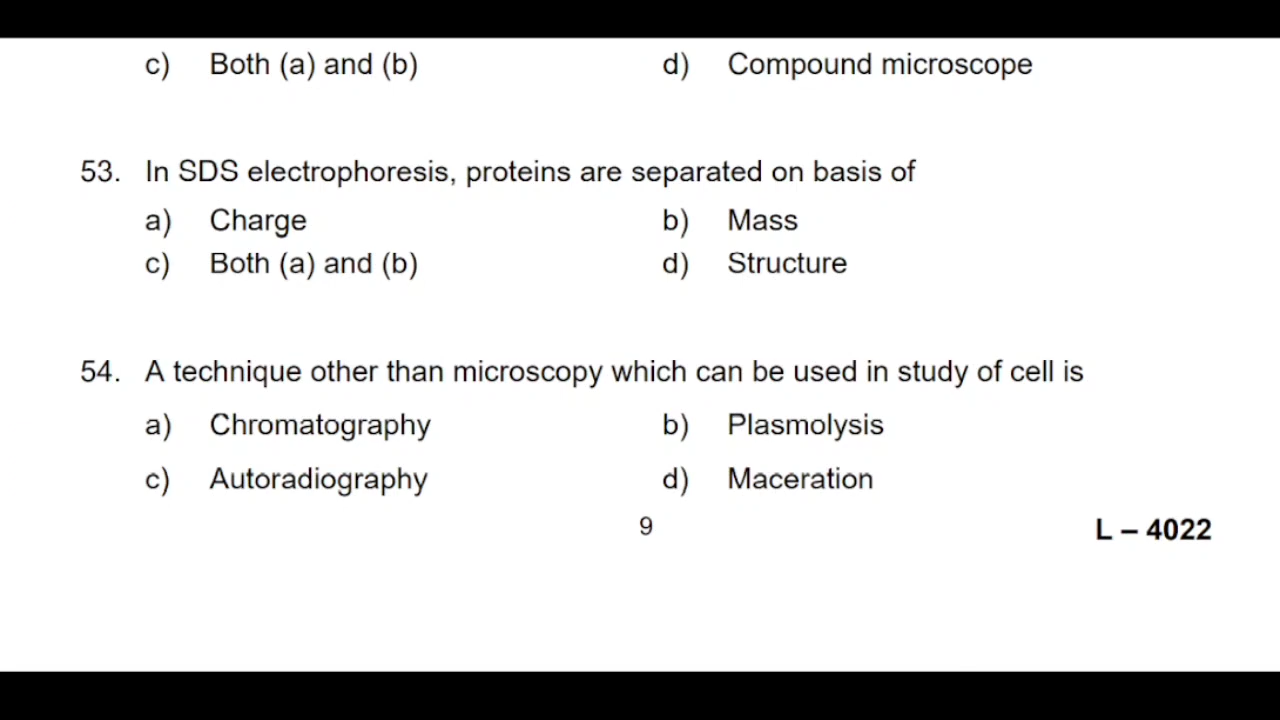 c) Both (a) and (b) d) Compound microscope
53. In SDS electrophoresis, proteins are separated on basis of
a) Charge b) Mass
c) Both (a) and (b) d) Structure
54. A technique other than microscopy which can be used in study of cell is
a) Chromatography b) Plasmolysis
c) Autoradiography d) Maceration
9 L – 4022